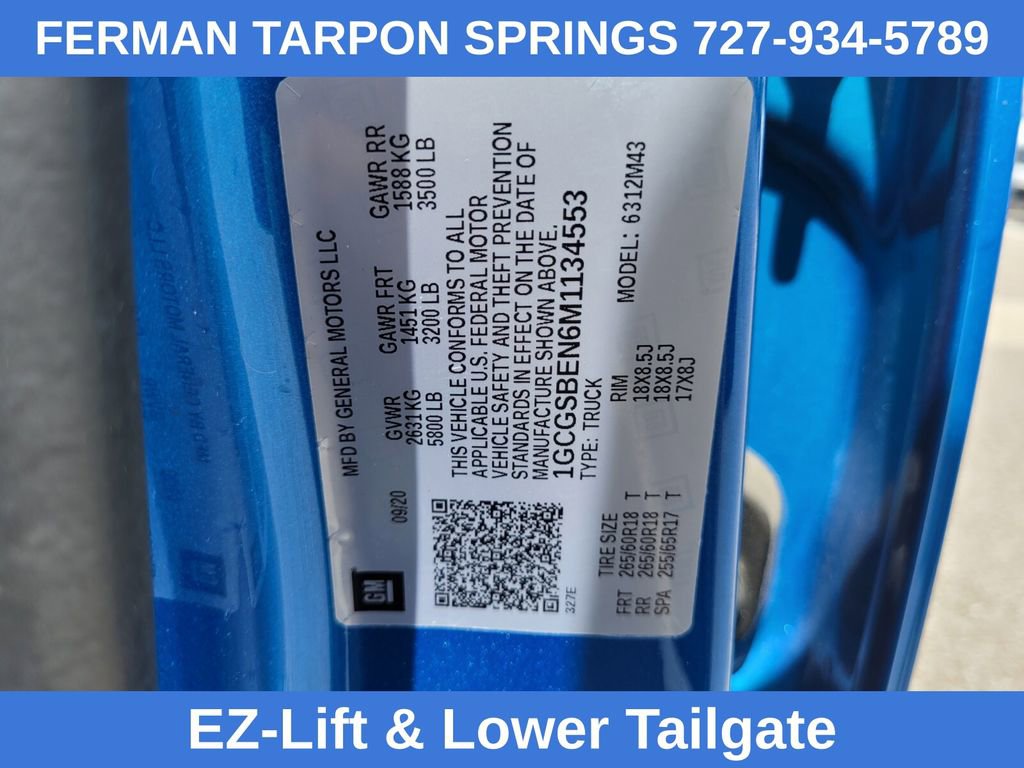 FERMAN TARPON SPRINGS 727-934-5789
GM
09/20
MFD BY GENERAL MOTORS LLC
GVWR GAWR FRT GAWR RR
2631 KG 1451 KG 1588 KG
5800 LB 3200 LB 3500 LB
THIS VEHICLE CONFORMS TO ALL
APPLICABLE U.S. FEDERAL MOTOR
VEHICLE SAFETY AND THEFT PREVENTION
STANDARDS IN EFFECT ON THE DATE OF
MANUFACTURE SHOWN ABOVE.
1GCGSBEN6M1134553
TYPE: TRUCK
327E
MODEL: 6312M43
TIRE SIZE RIM
FRT 265/60R18 T 18X8.5J
RR 265/60R18 T 18X8.5J
SPA 255/65R17 T 17X8J
EZ-Lift & Lower Tailgate